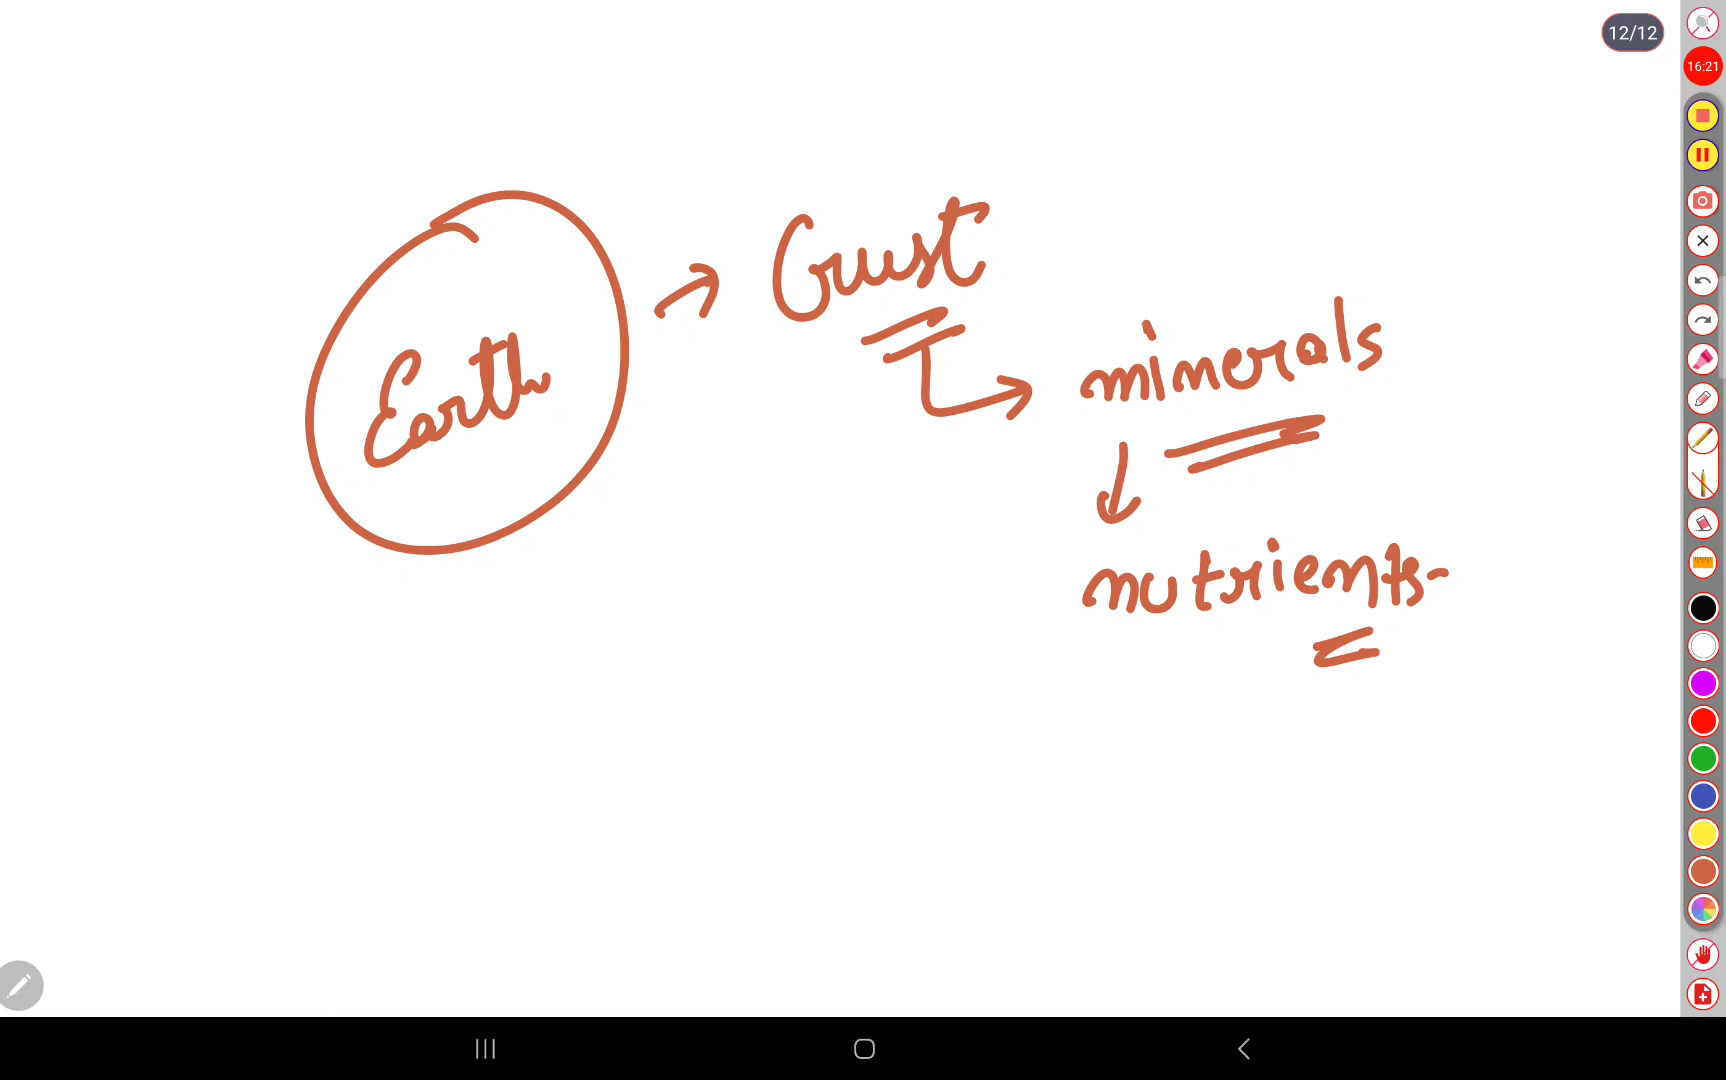 12/12
16:21
Earth → Crust
minerals
nutrients-